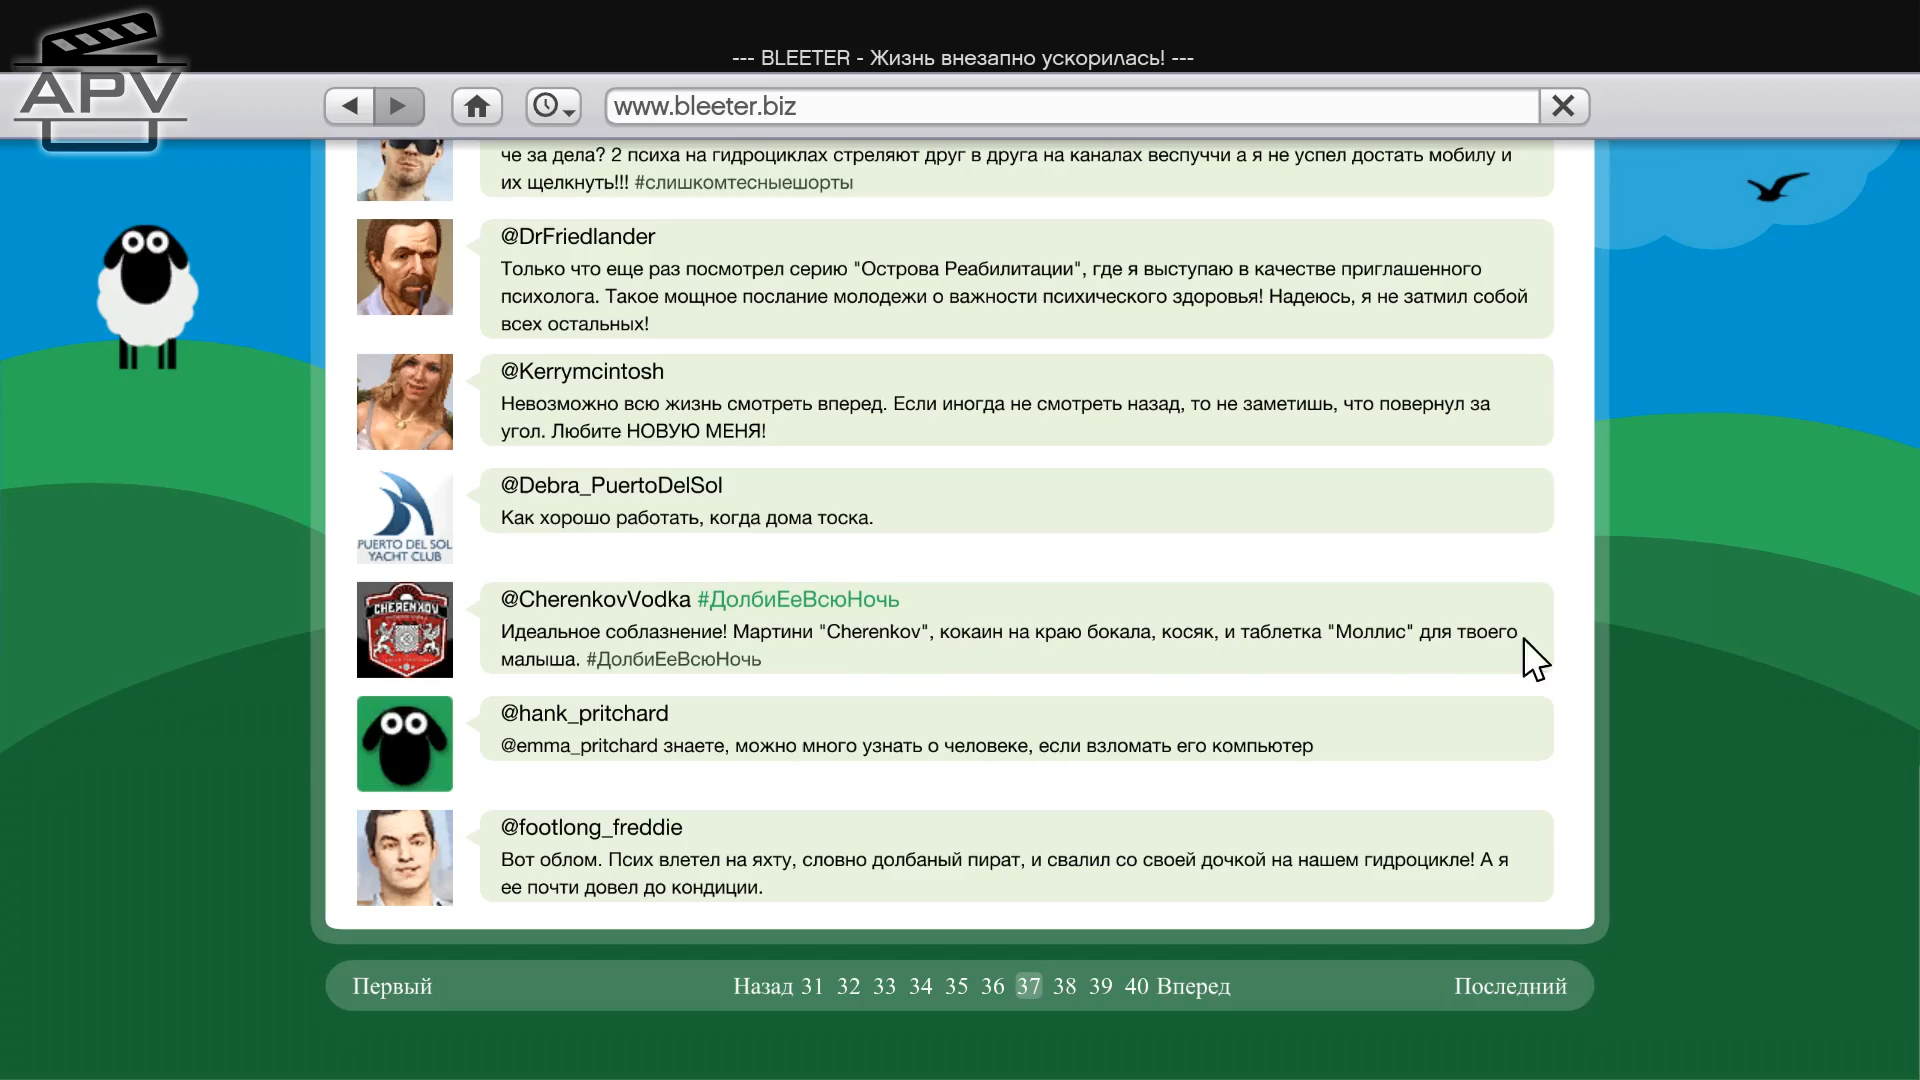 APV
--- BLEETER - Жизнь внезапно ускорилась! ---
www.bleeter.biz
че за дела? 2 психа на гидроциклах стреляют друг в друга на каналах веспуччи а я не успел достать мобилу и
их щелкнуть!!! #слишкомтесныешорты
@DrFriedlander
Только что еще раз посмотрел серию "Острова Реабилитации", где я выступаю в качестве приглашенного
психолога. Такое мощное послание молодежи о важности психического здоровья! Надеюсь, я не затмил собой
всех остальных!
@Kerrymcintosh
Невозможно всю жизнь смотреть вперед. Если иногда не смотреть назад, то не заметишь, что повернул за
угол. Любите НОВУЮ МЕНЯ!
@Debra_PuertoDelSol
Как хорошо работать, когда дома тоска.
PUERTO DEL SOL
YACHT CLUB
@CherenkovVodka #ДолбиЕеВсюНочь
CHERENKOV
Идеальное соблазнение! Мартини "Cherenkov", кокаин на краю бокала, косяк, и таблетка "Моллис" для твоего
малыша. #ДолбиЕеВсюНочь
@hank_pritchard
@emma_pritchard знаете, можно много узнать о человеке, если взломать его компьютер
@footlong_freddie
Вот облом. Псих влетел на яхту, словно долбаный пират, и свалил со своей дочкой на нашем гидроцикле! А я
ее почти довел до кондиции.
Первый Назад 31 32 33 34 35 36 37 38 39 40 Вперед Последний